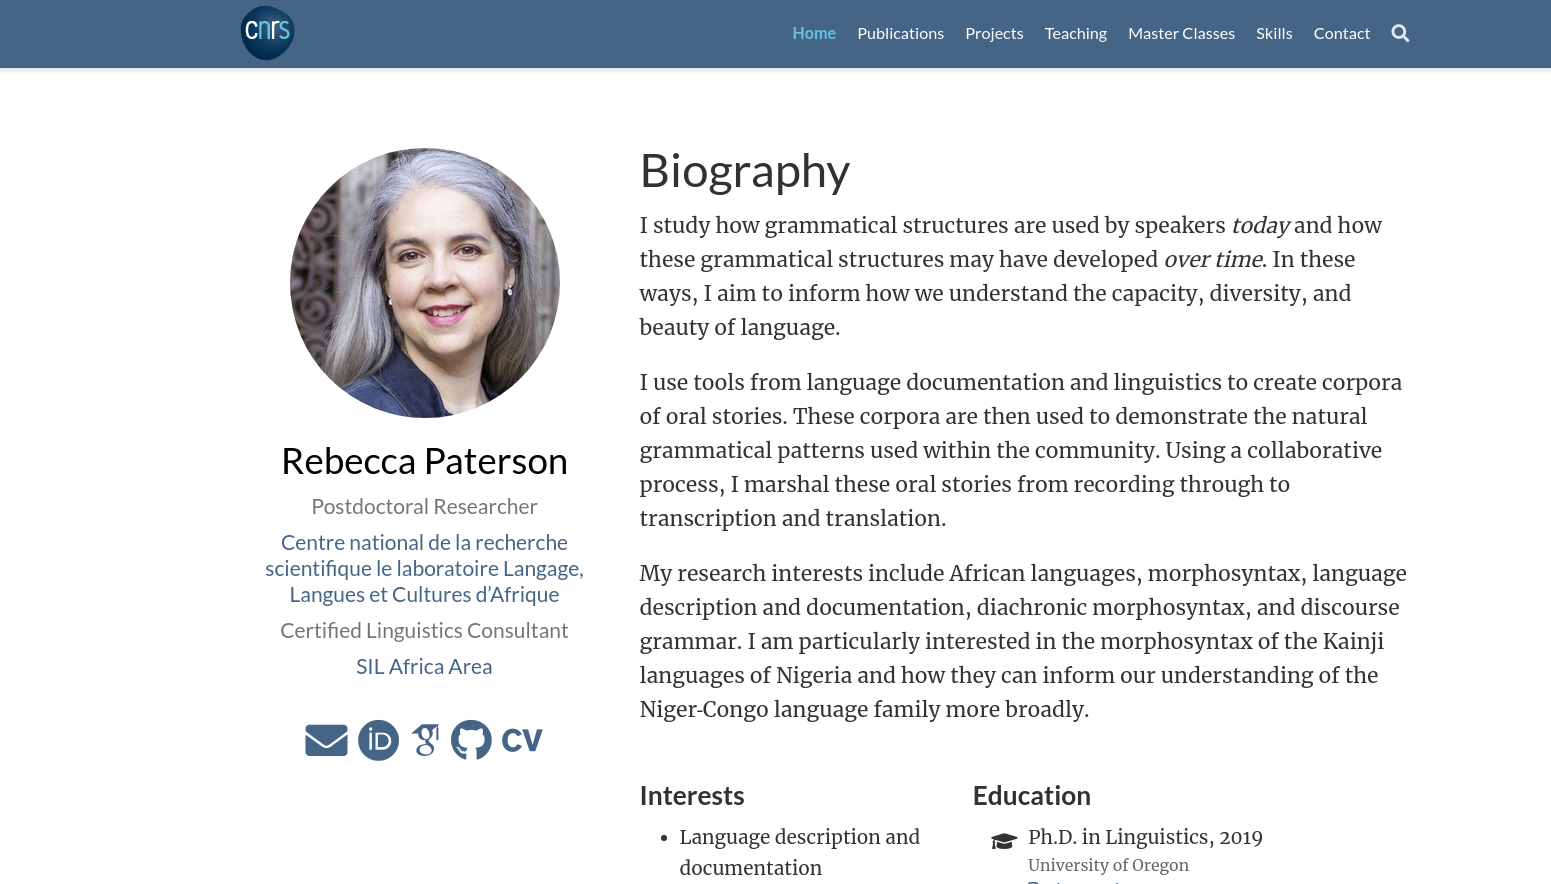 cnrs
Home Publications Projects Teaching Master Classes Skills Contact
Biography
I study how grammatical structures are used by speakers today and how
these grammatical structures may have developed over time. In these
ways, I aim to inform how we understand the capacity, diversity, and
beauty of language.
I use tools from language documentation and linguistics to create corpora
of oral stories. These corpora are then used to demonstrate the natural
grammatical patterns used within the community. Using a collaborative
process, I marshal these oral stories from recording through to
transcription and translation.
My research interests include African languages, morphosyntax, language
description and documentation, diachronic morphosyntax, and discourse
grammar. I am particularly interested in the morphosyntax of the Kainji
languages of Nigeria and how they can inform our understanding of the
Niger-Congo language family more broadly.
Rebecca Paterson
Postdoctoral Researcher
Centre national de la recherche
scientifique le laboratoire Langage,
Langues et Cultures d’Afrique
Certified Linguistics Consultant
SIL Africa Area
iD g CV
Interests
Language description and
documentation
Education
Ph.D. in Linguistics, 2019
University of Oregon